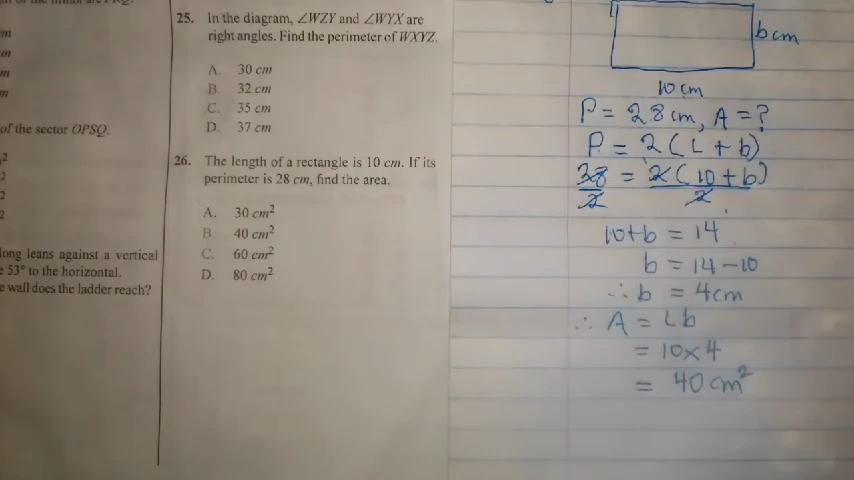 m
m
m
m
of the sector OPSQ.
2
2
2
2
long leans against a vertical
e 53° to the horizontal.
e wall does the ladder reach?
25. In the diagram, ∠WZY and ∠WYX are
right angles. Find the perimeter of WXYZ.
A. 30 cm
B. 32 cm
C. 35 cm
D. 37 cm
26. The length of a rectangle is 10 cm. If its
perimeter is 28 cm, find the area.
A. 30 cm²
B. 40 cm²
C. 60 cm²
D. 80 cm²
b cm
10 cm
P = 28 cm, A = ?
P = 2(L + b)
28/2 = 2(10 + b)/2
10+b = 14
b = 14-10
∴ b = 4cm
∴ A = Lb
= 10×4
= 40cm²